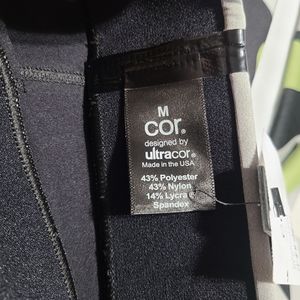 M
cor®
designed by
ultracor®
Made in the USA
43% Polyester
43% Nylon
14% Lycra®
Spandex